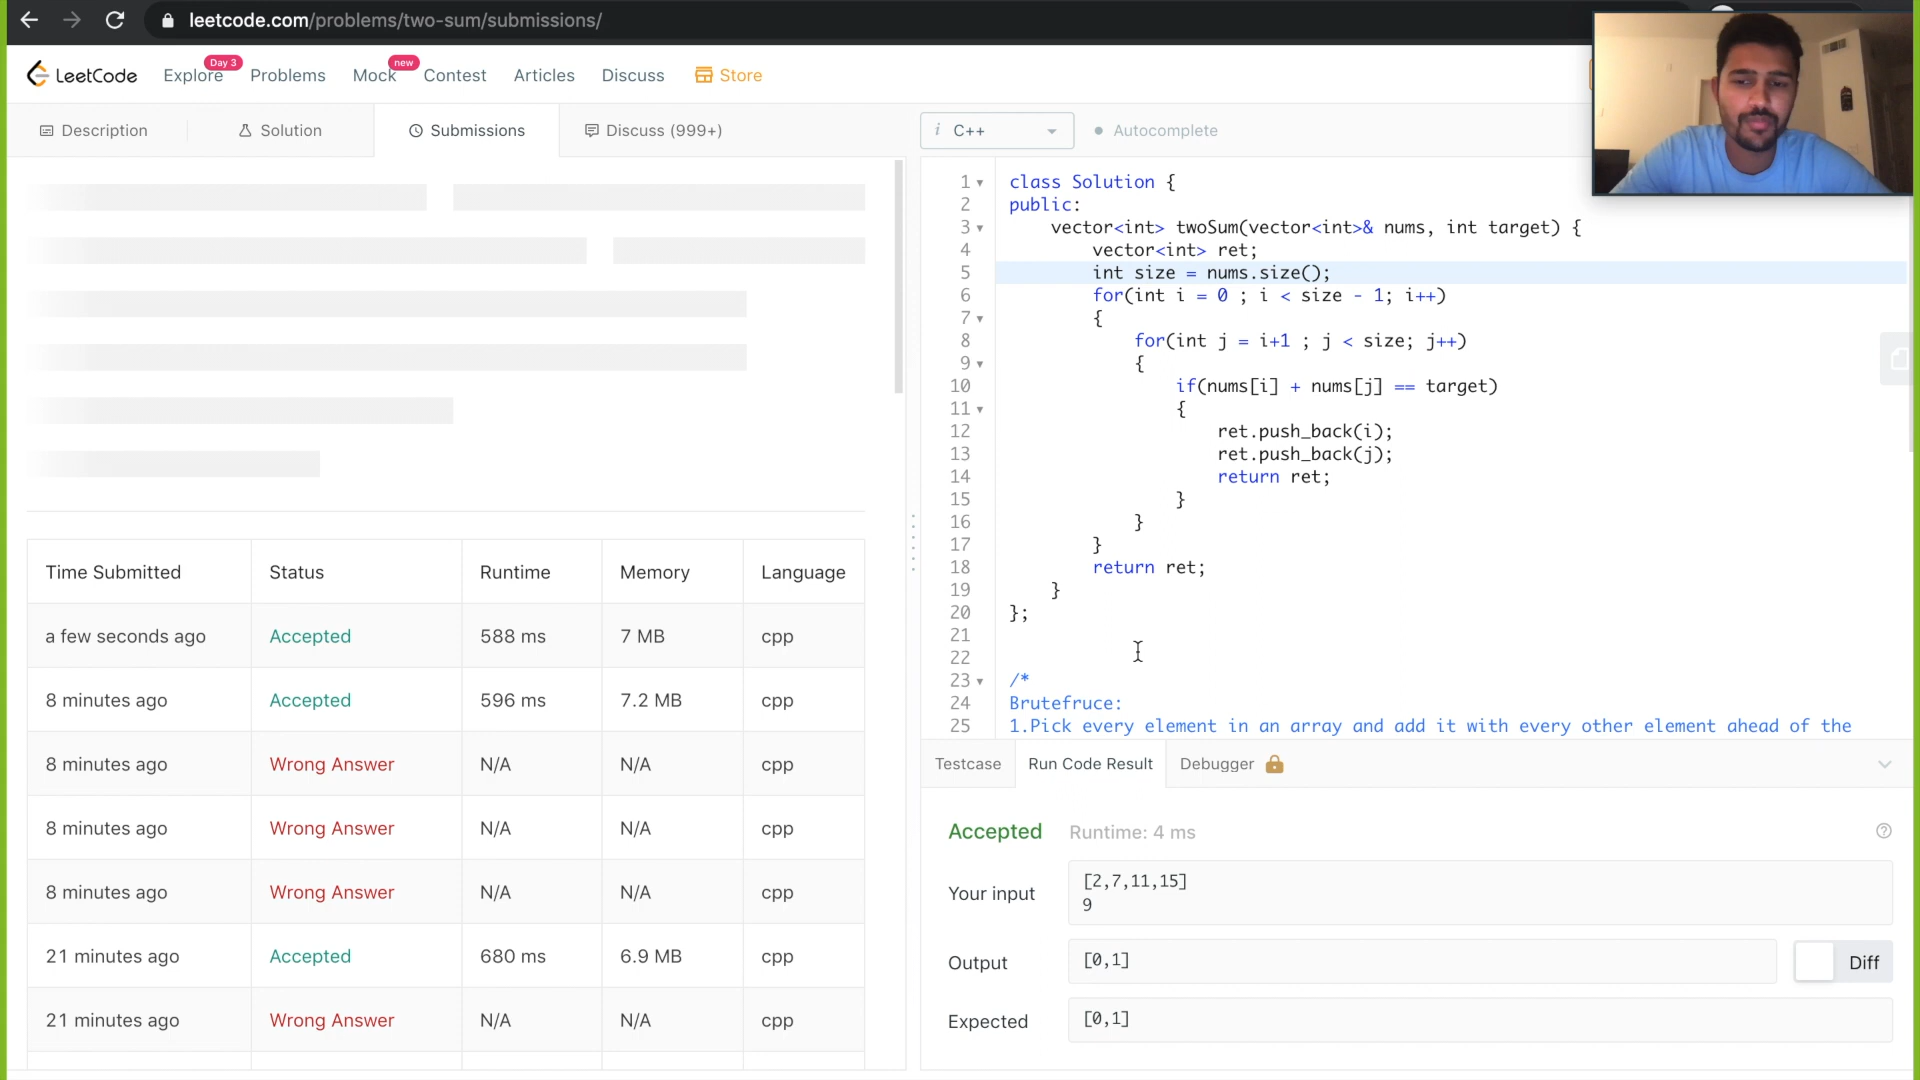 leetcode.com/problems/two-sum/submissions/
LeetCode
Explore
Day 3
Problems
Mock
new
Contest
Articles
Discuss
Store
Description
Solution
Submissions
Discuss (999+)
Time Submitted Status Runtime Memory Language
a few seconds ago Accepted 588 ms 7 MB cpp
8 minutes ago Accepted 596 ms 7.2 MB cpp
8 minutes ago Wrong Answer N/A N/A cpp
8 minutes ago Wrong Answer N/A N/A cpp
8 minutes ago Wrong Answer N/A N/A cpp
21 minutes ago Accepted 680 ms 6.9 MB cpp
21 minutes ago Wrong Answer N/A N/A cpp
i C++
Autocomplete
1 class Solution {
2 public:
3 vector<int> twoSum(vector<int>& nums, int target) {
4 vector<int> ret;
5 int size = nums.size();
6 for(int i = 0 ; i < size - 1; i++)
7 {
8 for(int j = i+1 ; j < size; j++)
9 {
10 if(nums[i] + nums[j] == target)
11 {
12 ret.push_back(i);
13 ret.push_back(j);
14 return ret;
15 }
16 }
17 }
18 return ret;
19 }
20 };
21
22
23 /*
24 Brutefruce:
25 1.Pick every element in an array and add it with every other element ahead of the
Testcase
Run Code Result
Debugger
Accepted Runtime: 4 ms
Your input
[2,7,11,15]
9
Output
[0,1]
Diff
Expected
[0,1]